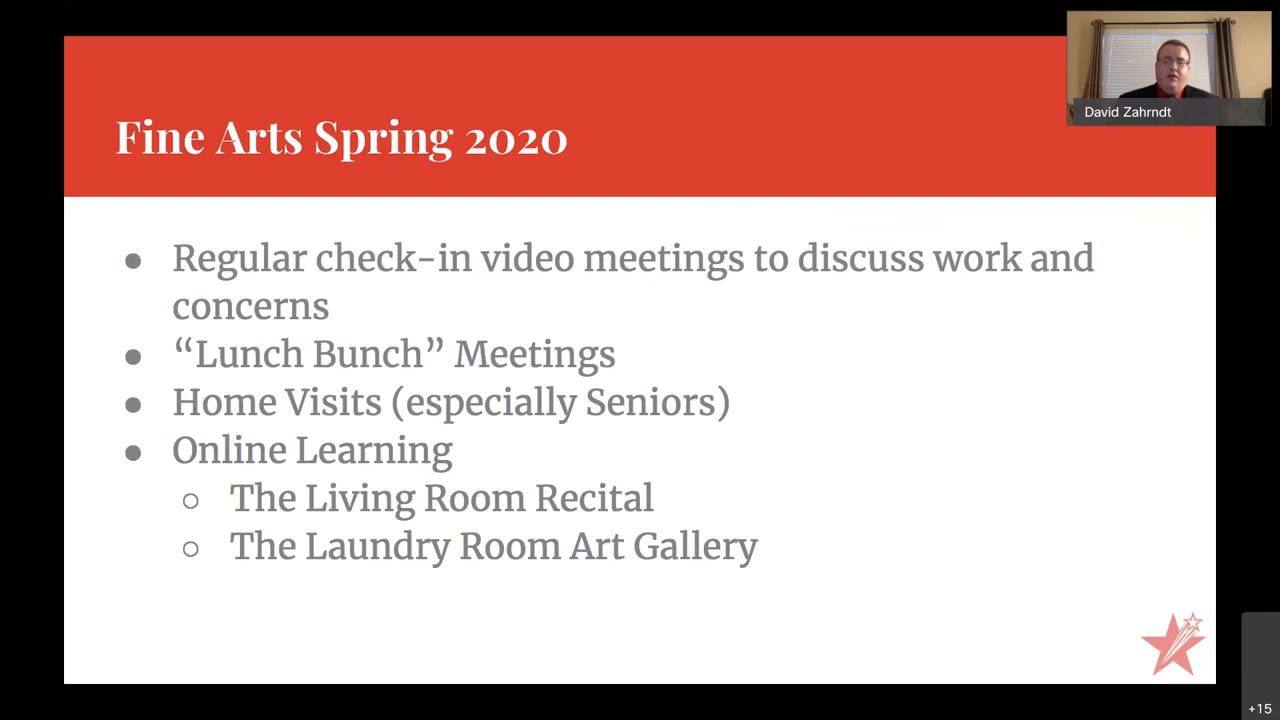 David Zahrndt
Fine Arts Spring 2020
● Regular check-in video meetings to discuss work and
concerns
● “Lunch Bunch” Meetings
● Home Visits (especially Seniors)
● Online Learning
○ The Living Room Recital
○ The Laundry Room Art Gallery
+15